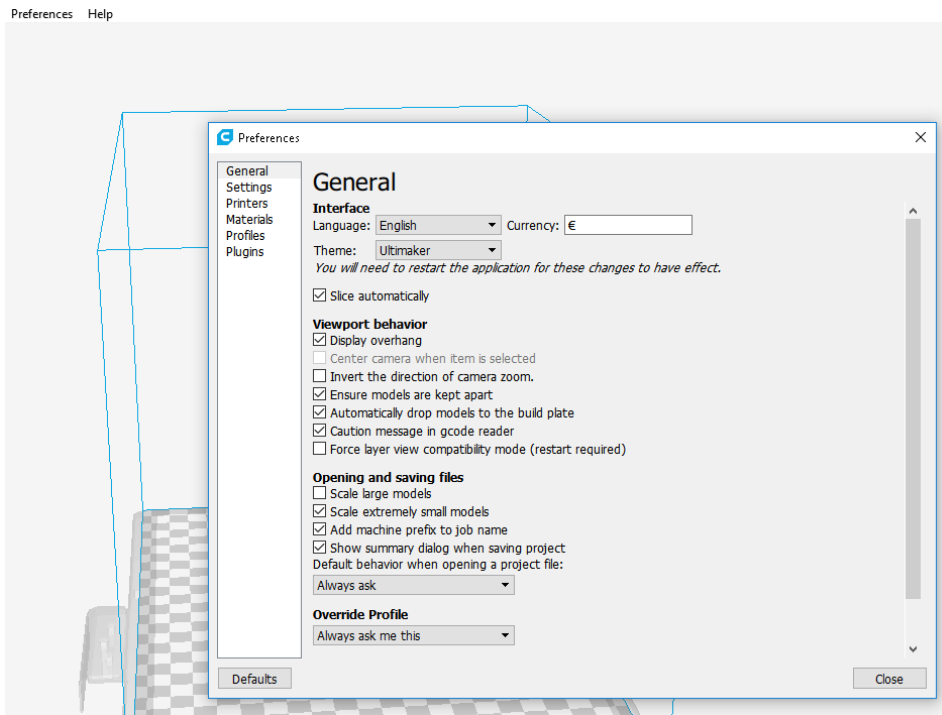 Preferences Help
Preferences
General
Settings
Printers
Materials
Profiles
Plugins
General
Interface
Language: English Currency: €
Theme: Ultimaker
You will need to restart the application for these changes to have effect.
Slice automatically
Viewport behavior
Display overhang
Center camera when item is selected
Invert the direction of camera zoom.
Ensure models are kept apart
Automatically drop models to the build plate
Caution message in gcode reader
Force layer view compatibility mode (restart required)
Opening and saving files
Scale large models
Scale extremely small models
Add machine prefix to job name
Show summary dialog when saving project
Default behavior when opening a project file:
Always ask
Override Profile
Always ask me this
Defaults Close